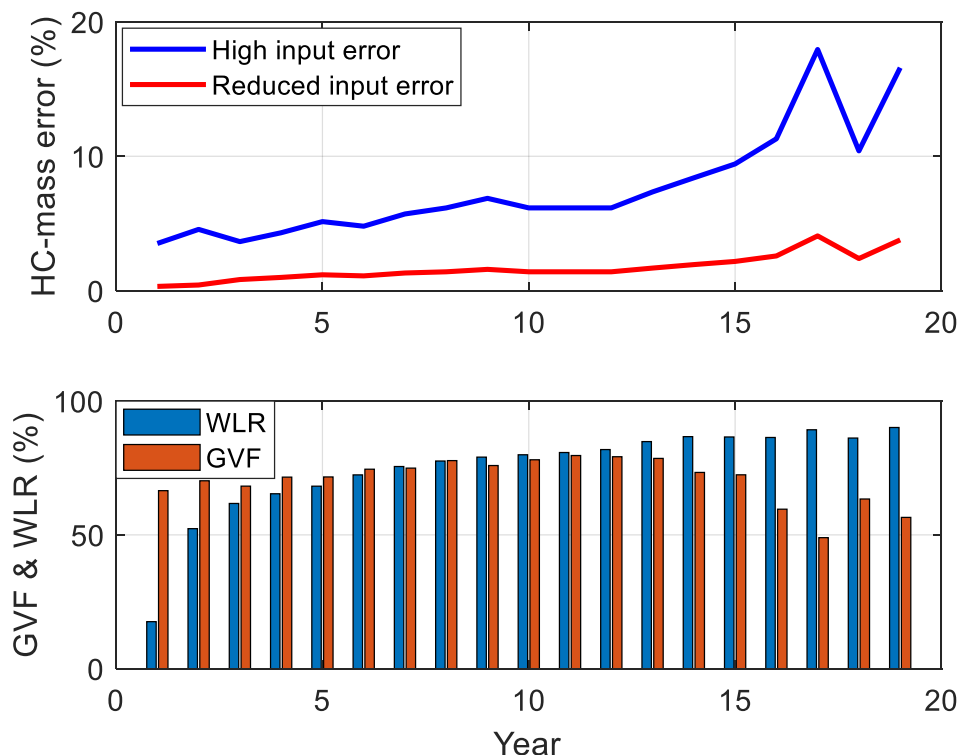 HC-mass error (%)
20
10
0
High input error
Reduced input error
0 5 10 15 20
GVF & WLR (%)
100
50
0
WLR
GVF
0 5 10 15 20
Year